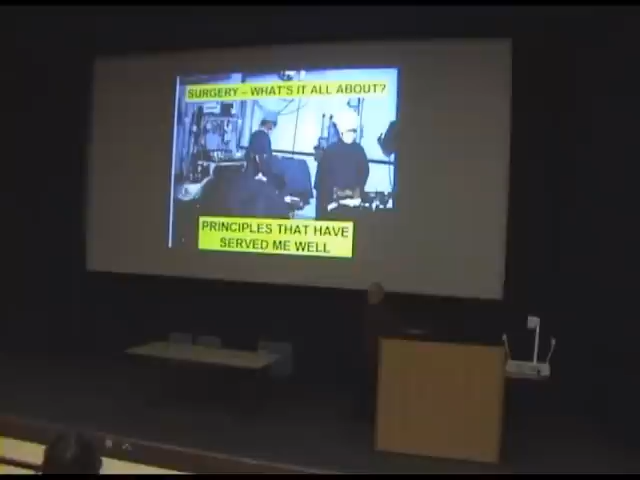 SURGERY – WHAT'S IT ALL ABOUT?
PRINCIPLES THAT HAVE
SERVED ME WELL